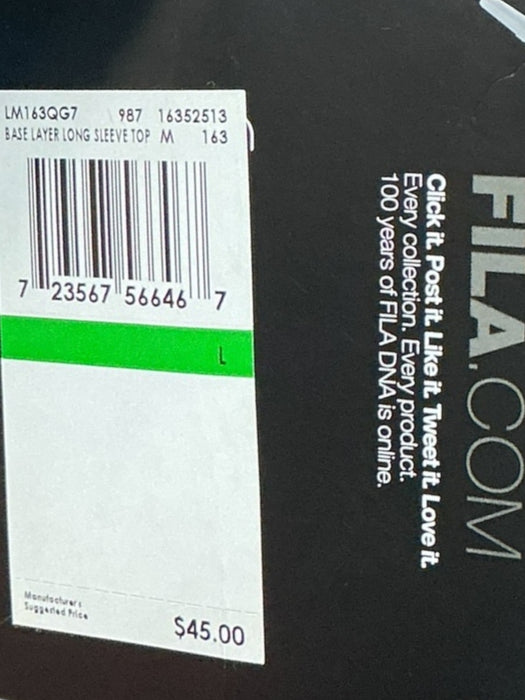 LM163QG7 987 16352513
BASE LAYER LONG SLEEVE TOP M 163
7 23567 56646 7
L
Manufacturers
Suggested Price
$45.00
FILA.COM
Click it. Post it. Like it. Tweet it. Love it.
Every collection. Every product.
100 years of FILA DNA is online.